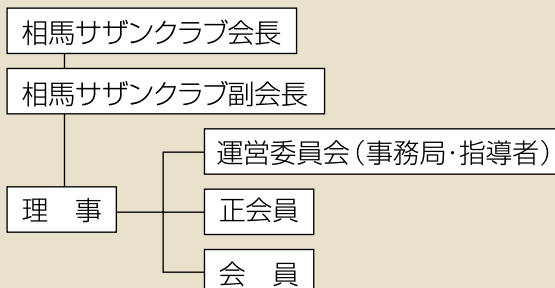 相馬サザンクラブ会長
相馬サザンクラブ副会長
運営委員会（事務局・指導者）
理　事
正会員
会　員